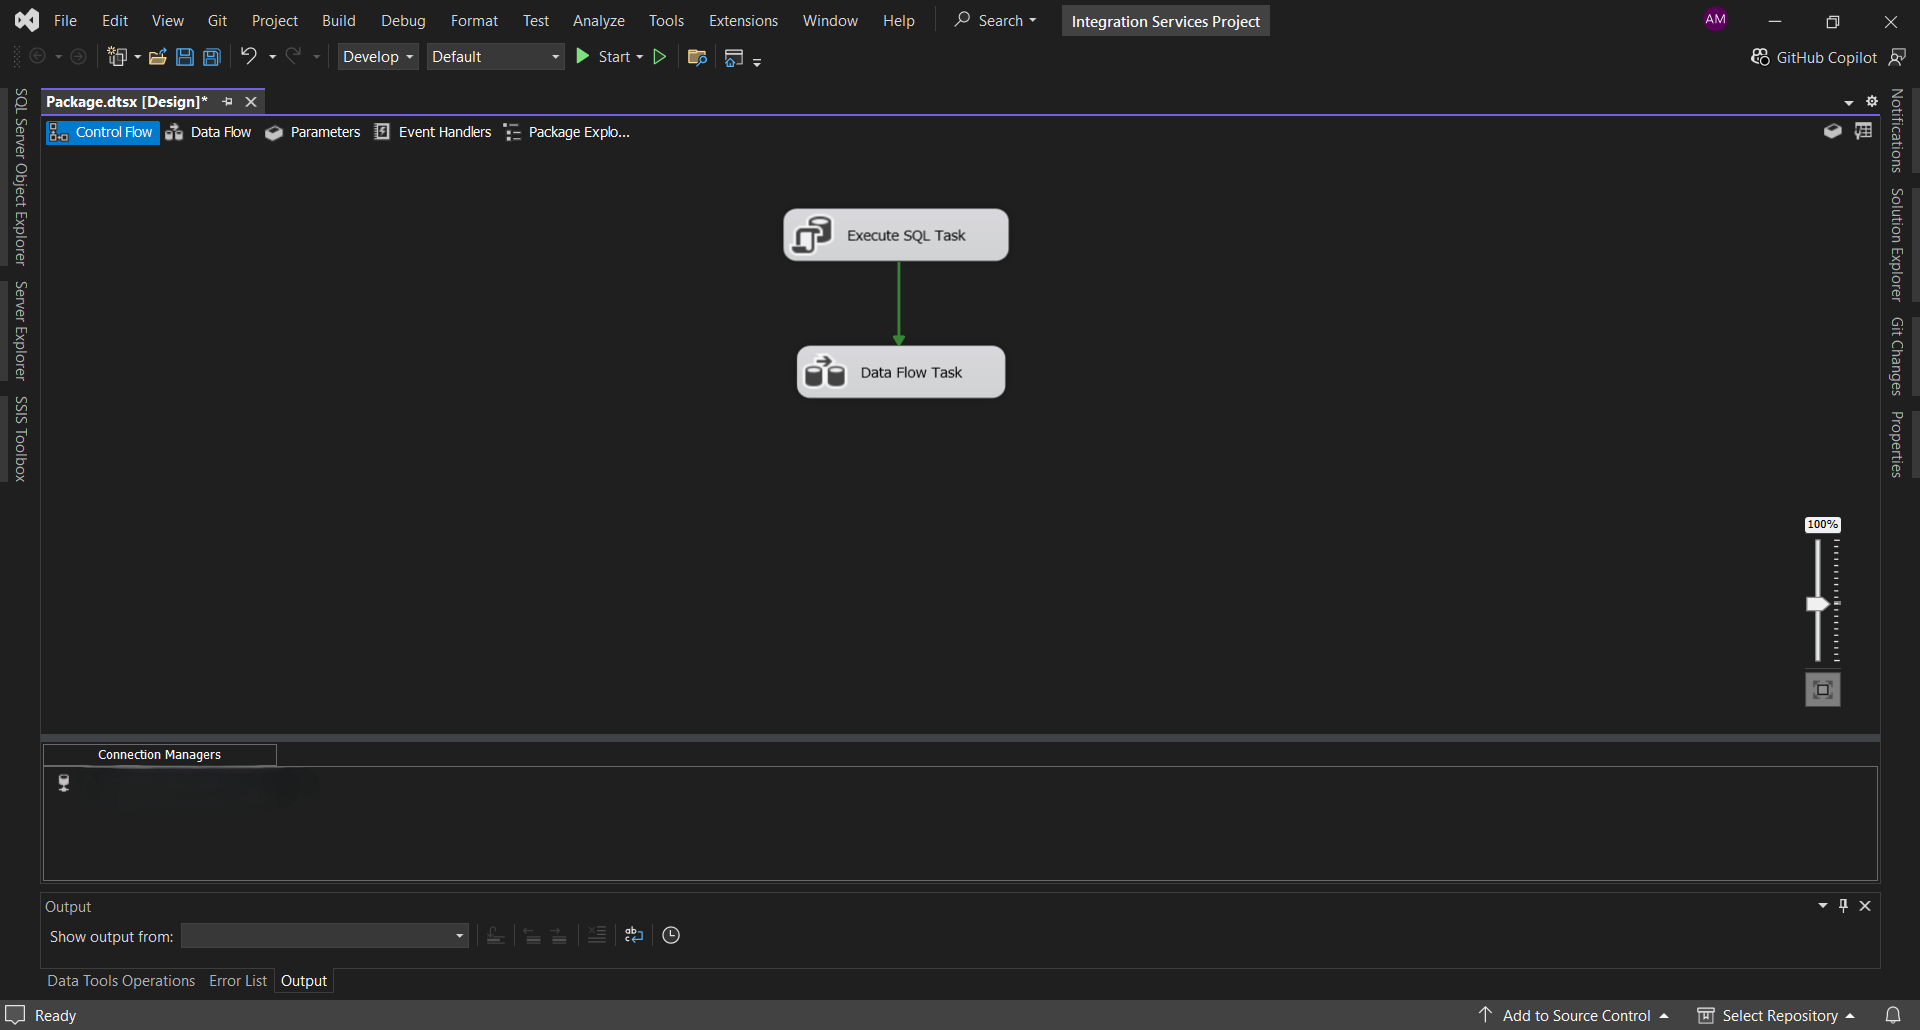 File Edit View Git Project Build Debug Format Test Analyze Tools Extensions Window Help Search Integration Services Project AM
Develop Default Start GitHub Copilot
Package.dtsx [Design]*
Control Flow Data Flow Parameters Event Handlers Package Explo...
SQL Server Object Explorer
Server Explorer
SSIS Toolbox
Execute SQL Task
Data Flow Task
Notifications
Solution Explorer
Git Changes
Properties
100%
Connection Managers
Output
Show output from:
Data Tools Operations Error List Output
Ready Add to Source Control Select Repository